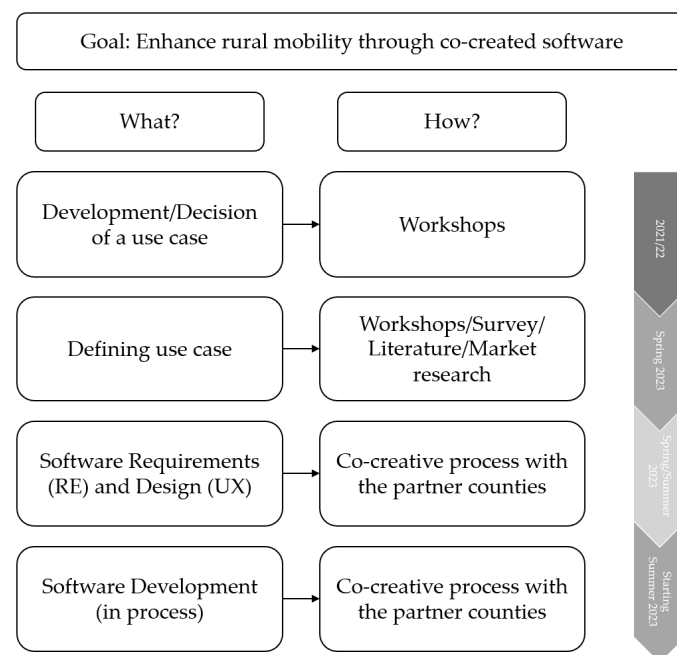 Goal: Enhance rural mobility through co-created software
What?
How?
Development/Decision
of a use case
Workshops
2021/22
Defining use case
Workshops/Survey/
Literature/Market
research
Spring 2023
Software Requirements
(RE) and Design (UX)
Co-creative process with
the partner counties
Spring/Summer
2023
Software Development
(in process)
Co-creative process with
the partner counties
Starting
Summer 2023